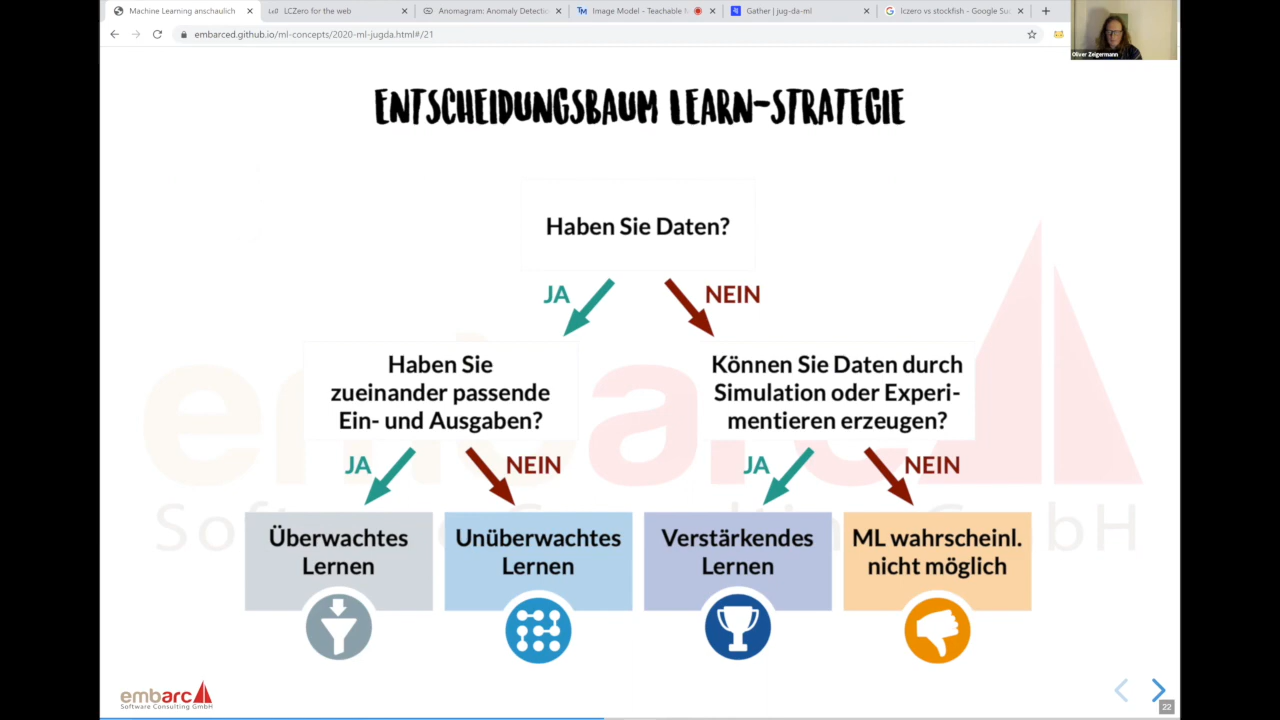 Machine Learning anschaulich
LCZero for the web
Anomagram: Anomaly Detectio
Image Model - Teachable
Gather | jug-da-ml
lczero vs stockfish - Google Su
embarced.github.io/ml-concepts/2020-ml-jugda.html#/21
Oliver Zeigermann
ENTSCHEIDUNGSBAUM LEARN-STRATEGIE
Haben Sie Daten?
JA
NEIN
Haben Sie
zueinander passende
Ein- und Ausgaben?
Können Sie Daten durch
Simulation oder Experi-
mentieren erzeugen?
JA
NEIN
JA
NEIN
Überwachtes
Lernen
Unüberwachtes
Lernen
Verstärkendes
Lernen
ML wahrscheinl.
nicht möglich
embarc
Software Consulting GmbH
22